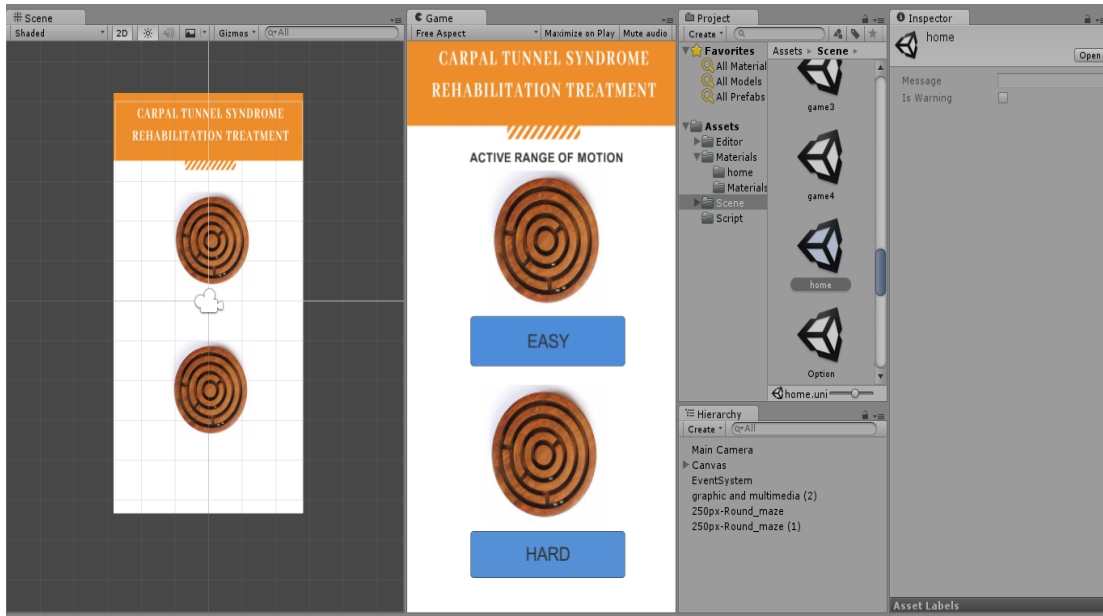 Scene
Shaded
2D
Gizmos
All
CARPAL TUNNEL SYNDROME
REHABILITATION TREATMENT
Game
Free Aspect
Maximize on Play
Mute audio
CARPAL TUNNEL SYNDROME
REHABILITATION TREATMENT
ACTIVE RANGE OF MOTION
EASY
HARD
Project
Create
Favorites
All Material
All Models
All Prefabs
Assets
Editor
Materials
home
Materials
Scene
Script
Assets Scene
game3
game4
home
Option
home.uni
Hierarchy
Create
All
Main Camera
Canvas
EventSystem
graphic and multimedia (2)
250px-Round_maze
250px-Round_maze (1)
Inspector
home
Open
Message
Is Warning
Asset Labels